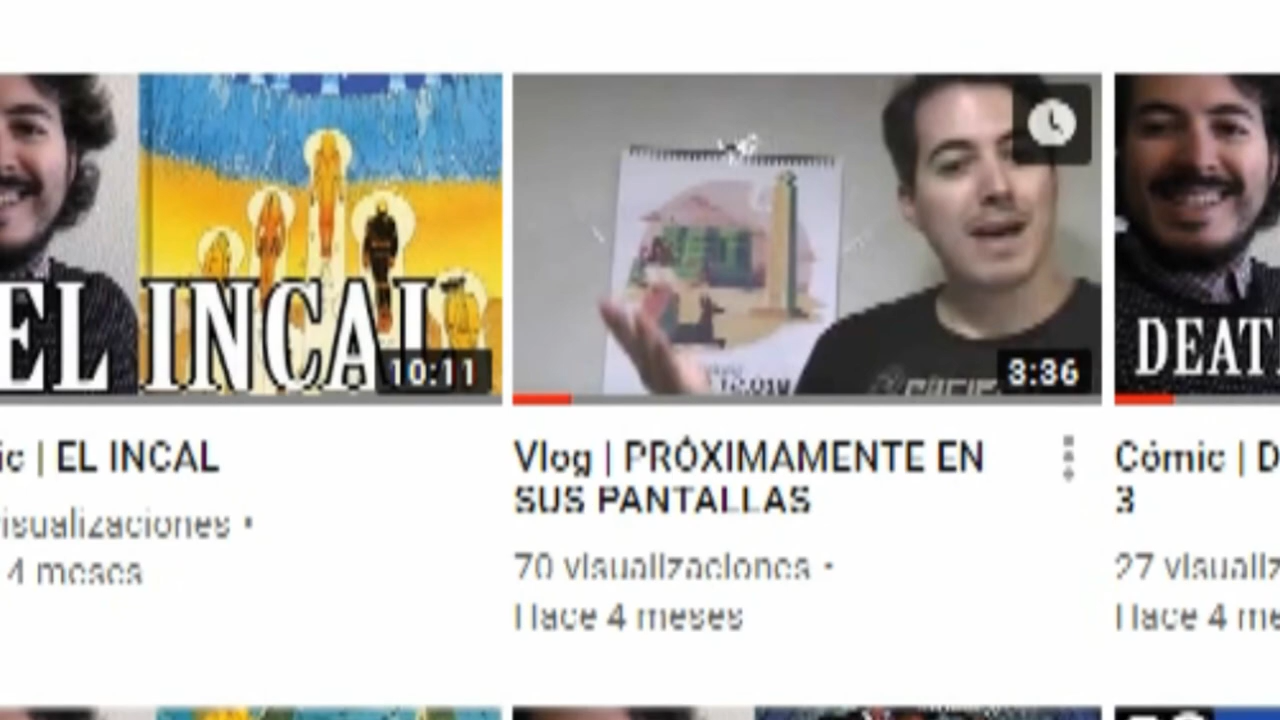 EL INCAL
10:11
3:36
DEAT
ic | EL INCAL
isualizaciones •
4 meses
Vlog | PRÓXIMAMENTE EN
SUS PANTALLAS
70 visualizaciones •
Hace 4 meses
Cómic | D
3
27 visualiz
Hace 4 me